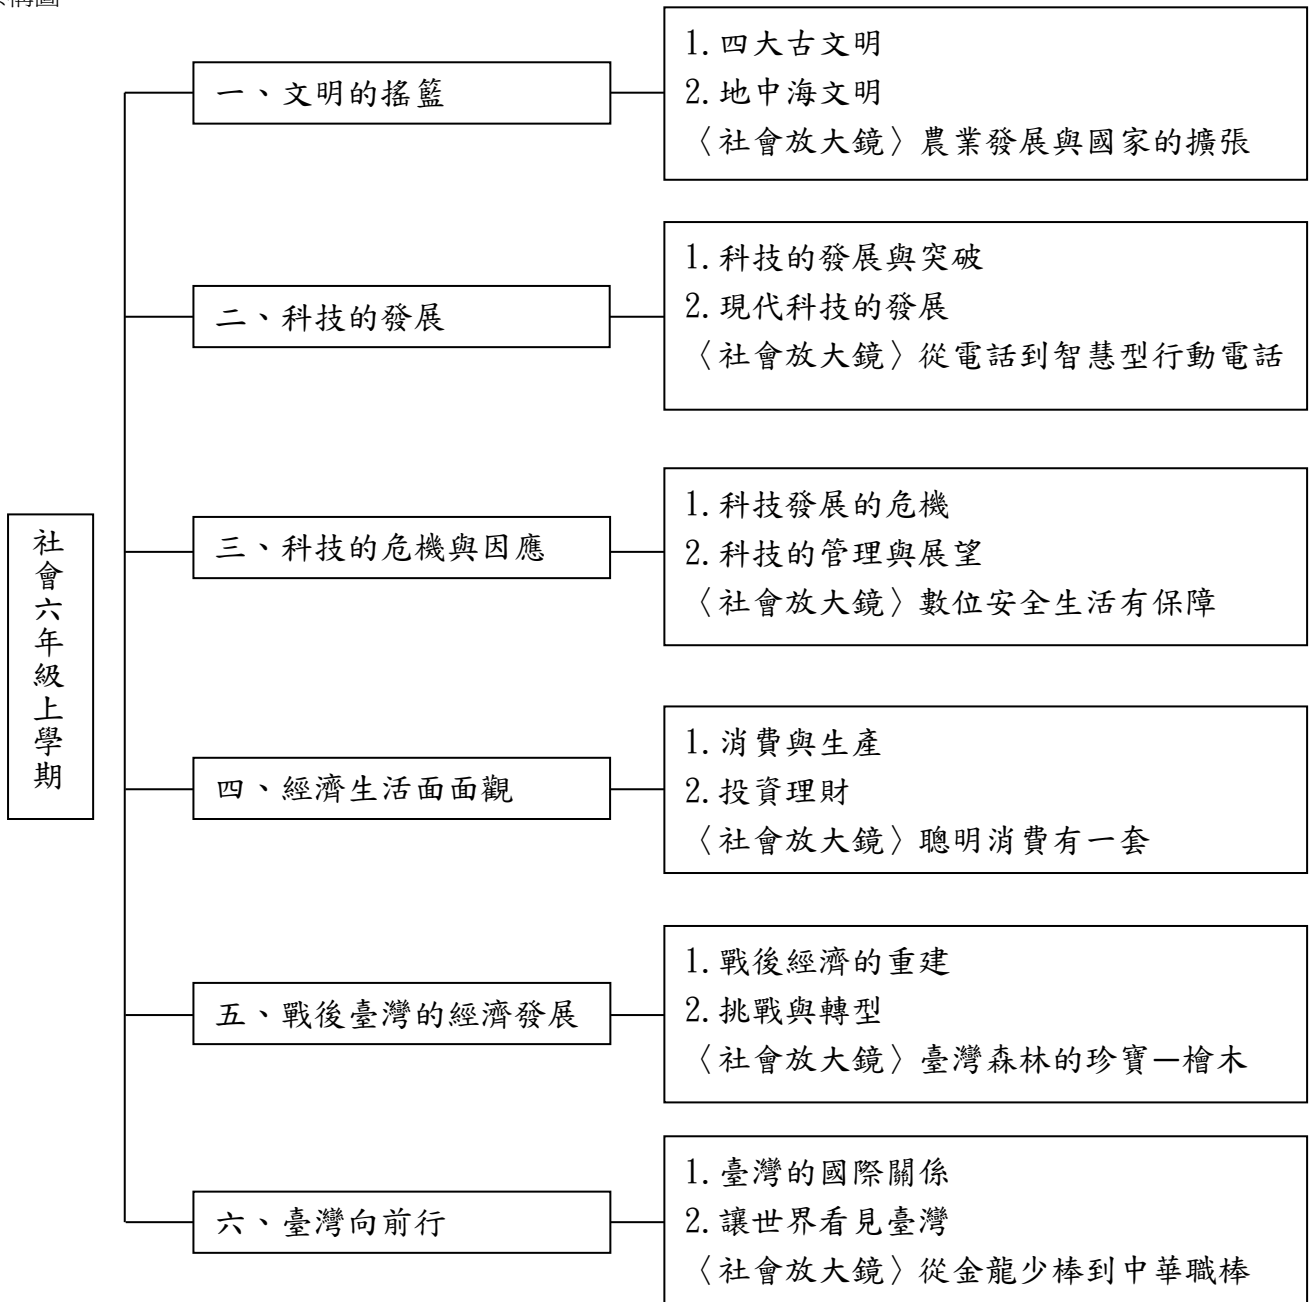 構圖
社會六年級上學期
一、文明的搖籃
1.四大古文明
2.地中海文明
〈社會放大鏡〉農業發展與國家的擴張
二、科技的發展
1.科技的發展與突破
2.現代科技的發展
〈社會放大鏡〉從電話到智慧型行動電話
三、科技的危機與因應
1.科技發展的危機
2.科技的管理與展望
〈社會放大鏡〉數位安全生活有保障
四、經濟生活面面觀
1.消費與生產
2.投資理財
〈社會放大鏡〉聰明消費有一套
五、戰後臺灣的經濟發展
1.戰後經濟的重建
2.挑戰與轉型
〈社會放大鏡〉臺灣森林的珍寶—檜木
六、臺灣向前行
1.臺灣的國際關係
2.讓世界看見臺灣
〈社會放大鏡〉從金龍少棒到中華職棒